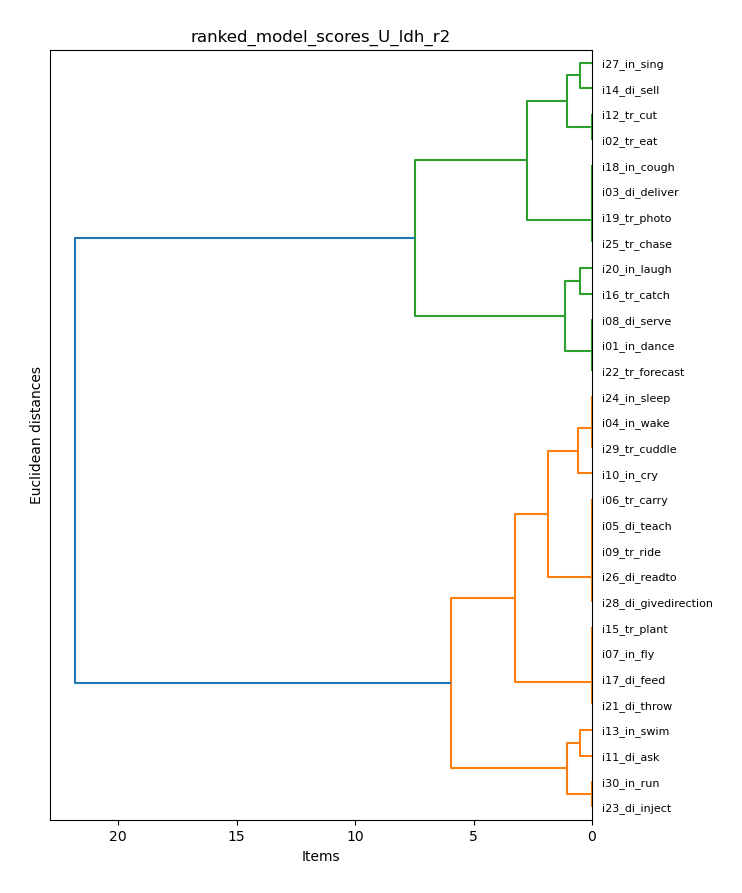 ranked_model_scores_U_ldh_r2
i27_in_sing
i14_di_sell
i12_tr_cut
i02_tr_eat
i18_in_cough
i03_di_deliver
i19_tr_photo
i25_tr_chase
i20_in_laugh
i16_tr_catch
i08_di_serve
i01_in_dance
i22_tr_forecast
i24_in_sleep
i04_in_wake
i29_tr_cuddle
i10_in_cry
i06_tr_carry
i05_di_teach
i09_tr_ride
i26_di_readto
i28_di_givedirection
i15_tr_plant
i07_in_fly
i17_di_feed
i21_di_throw
i13_in_swim
i11_di_ask
i30_in_run
i23_di_inject
Euclidean distances
20 15 10 5 0
Items